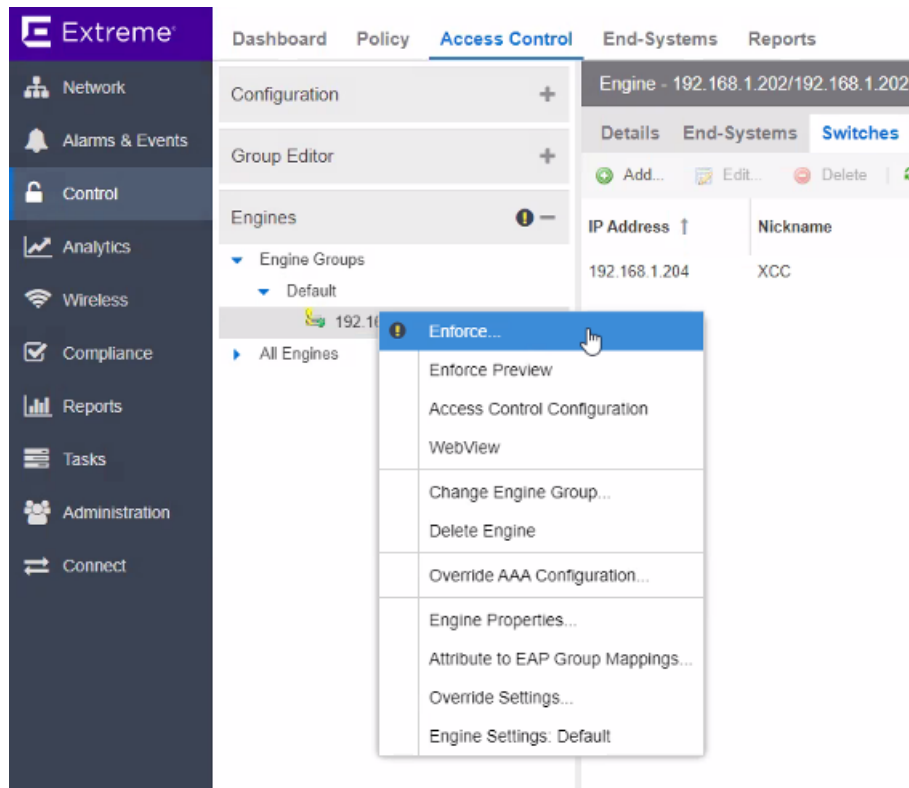 Extreme
Dashboard Policy Access Control End-Systems Reports
Network
Alarms & Events
Control
Analytics
Wireless
Compliance
Reports
Tasks
Administration
Connect
Configuration
Group Editor
Engines
Engine Groups
Default
192.16
All Engines
Engine - 192.168.1.202/192.168.1.202
Details End-Systems Switches
Add... Edit... Delete
IP Address Nickname
192.168.1.204 XCC
Enforce...
Enforce Preview
Access Control Configuration
WebView
Change Engine Group...
Delete Engine
Override AAA Configuration...
Engine Properties...
Attribute to EAP Group Mappings...
Override Settings...
Engine Settings: Default